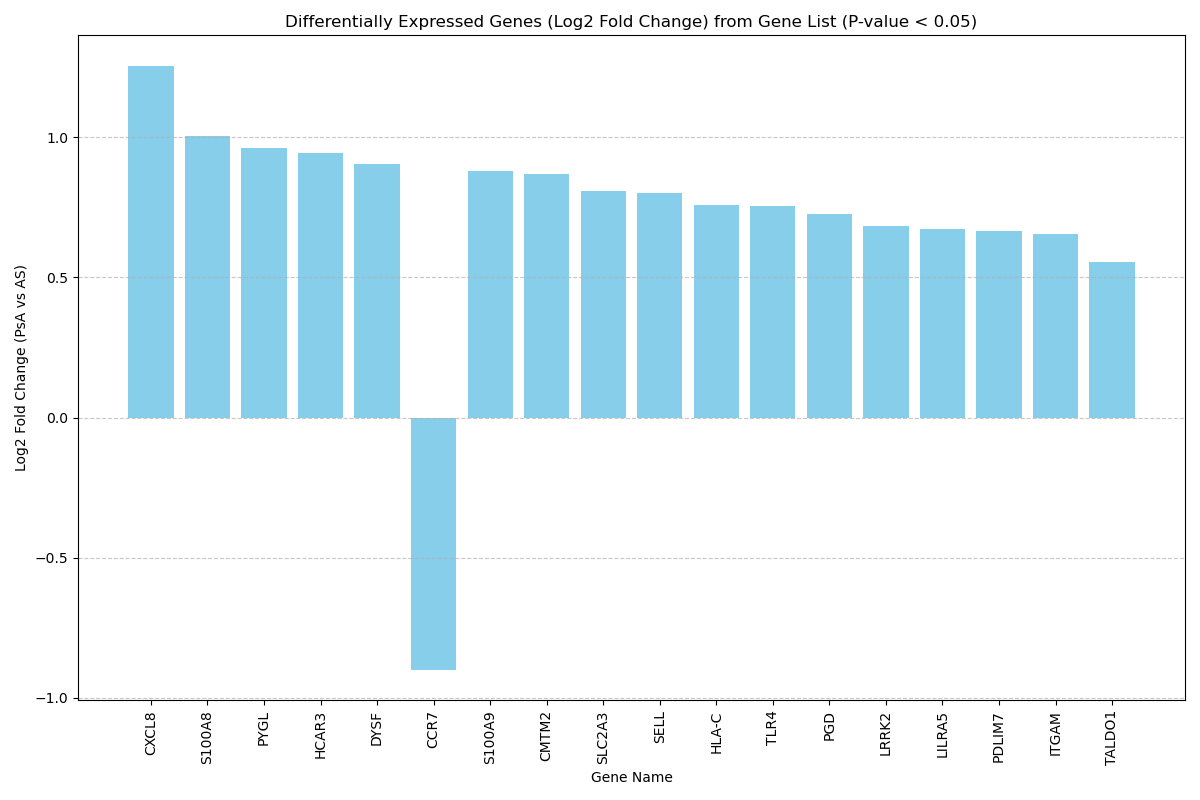 Differentially Expressed Genes (Log2 Fold Change) from Gene List (P-value < 0.05)
Log2 Fold Change (PsA vs AS)
1.0
0.5
0.0
−0.5
−1.0
CXCL8
S100A8
PYGL
HCAR3
DYSF
CCR7
S100A9
CMTM2
SLC2A3
SELL
HLA-C
TLR4
PGD
LRRK2
LILRA5
PDLIM7
ITGAM
TALDO1
Gene Name